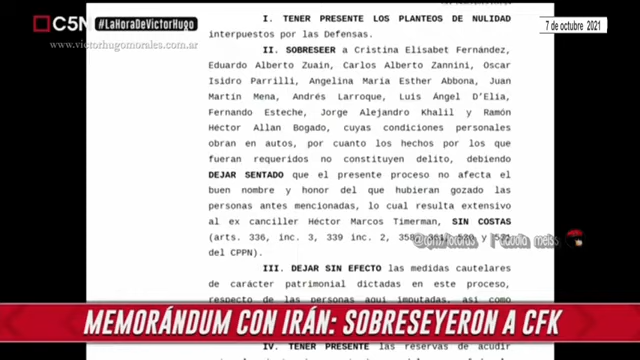 C5N
#LaHoraDeVictorHugo
www.victorhugomorales.com.ar
7 de octubre 2021
I. TENER PRESENTE LOS PLANTEOS DE NULIDAD
interpuestos por las Defensas.
II. SOBRESEER a Cristina Elisabet Fernández,
Eduardo Alberto Zuain, Carlos Alberto Zannini, Oscar
Isidro Parrilli, Angelina María Esther Abbona, Juan
Martín Mena, Andrés Larroque, Luis Ángel D'Elia,
Fernando Esteche, Jorge Alejandro Khalil y Ramón
Héctor Allan Bogado, cuyas condiciones personales
obran en autos, por cuanto los hechos por los que
fueran requeridos no constituyen delito, debiendo
DEJAR SENTADO que el presente proceso no afecta el
buen nombre y honor del que hubieran gozado las
personas antes mencionadas, lo cual resulta extensivo
al ex canciller Héctor Marcos Timerman, SIN COSTAS
(arts. 336, inc. 3, 339 inc. 2, 358, 361, 530 y 531
del CPPN).
III. DEJAR SIN EFECTO las medidas cautelares
de carácter patrimonial dictadas en este proceso,
respecto de las personas aquí imputadas, así como
MEMORÁNDUM CON IRÁN: SOBRESEYERON A CFK
IV. TENER PRESENTE las reservas de acudir